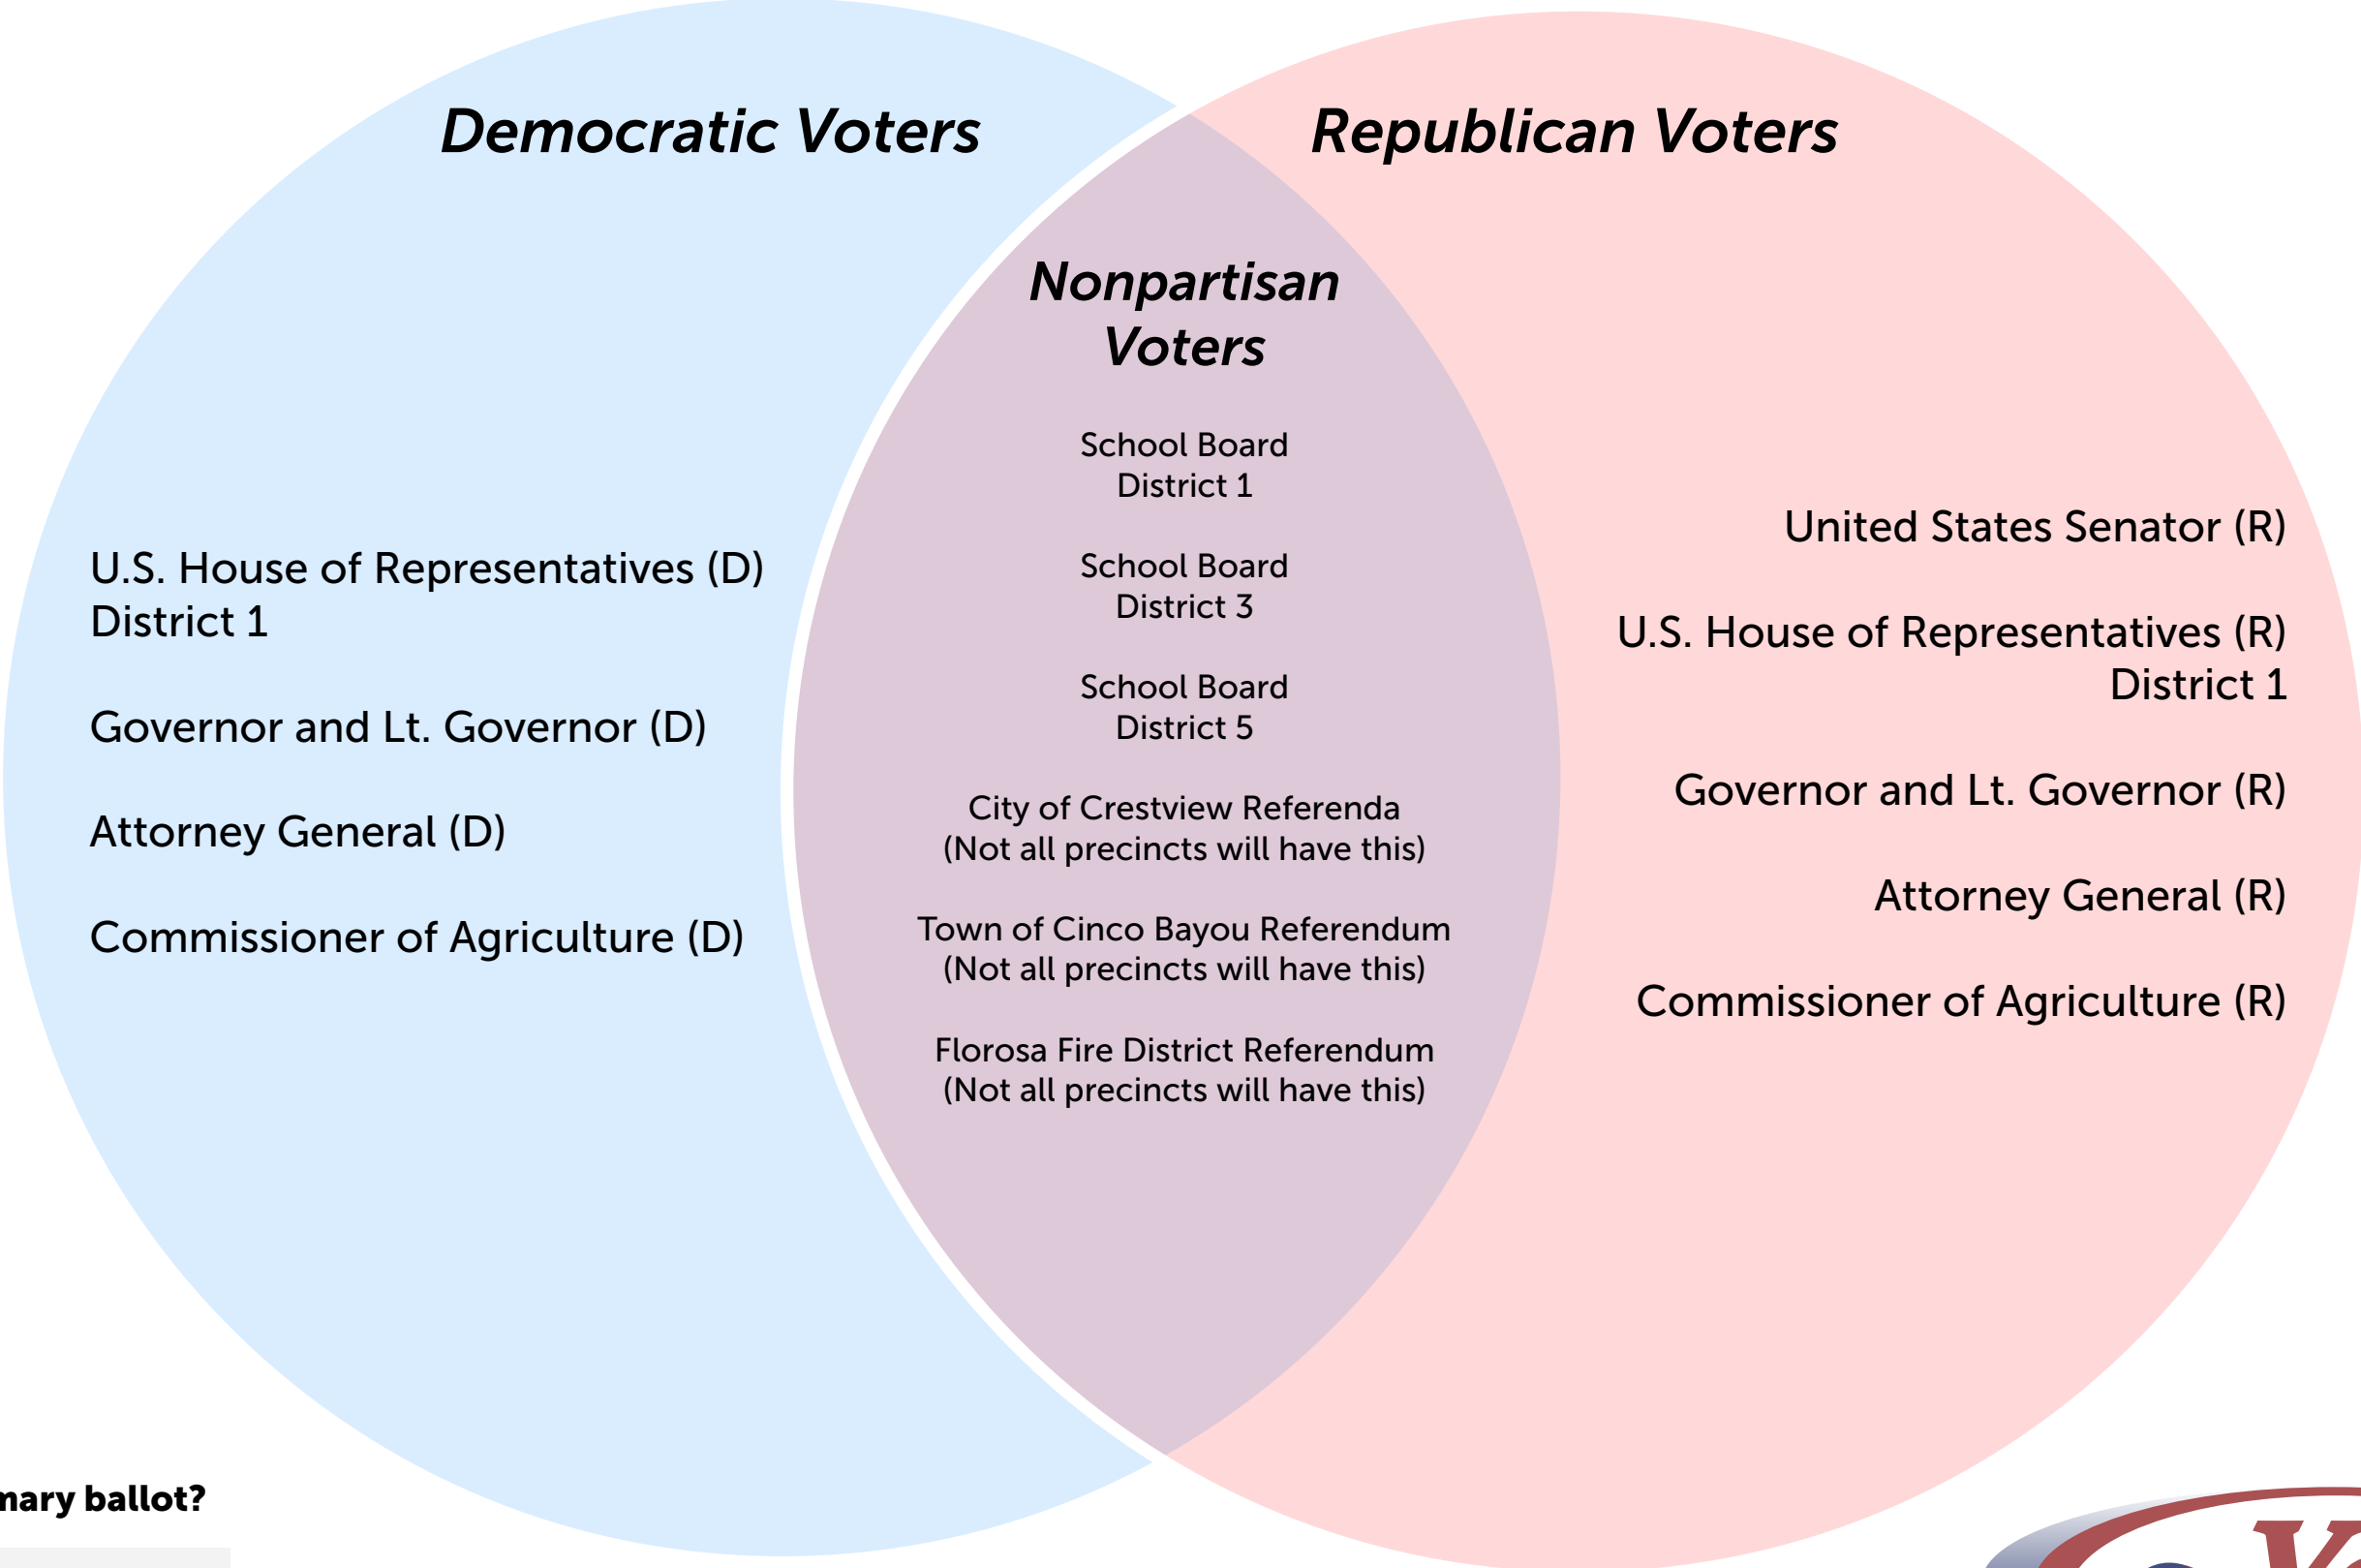 Democratic Voters
Republican Voters
Nonpartisan
Voters
U.S. House of Representatives (D)
District 1
Governor and Lt. Governor (D)
Attorney General (D)
Commissioner of Agriculture (D)
School Board
District 1
School Board
District 3
School Board
District 5
City of Crestview Referenda
(Not all precincts will have this)
Town of Cinco Bayou Referendum
(Not all precincts will have this)
Florosa Fire District Referendum
(Not all precincts will have this)
United States Senator (R)
U.S. House of Representatives (R)
District 1
Governor and Lt. Governor (R)
Attorney General (R)
Commissioner of Agriculture (R)
ballot?